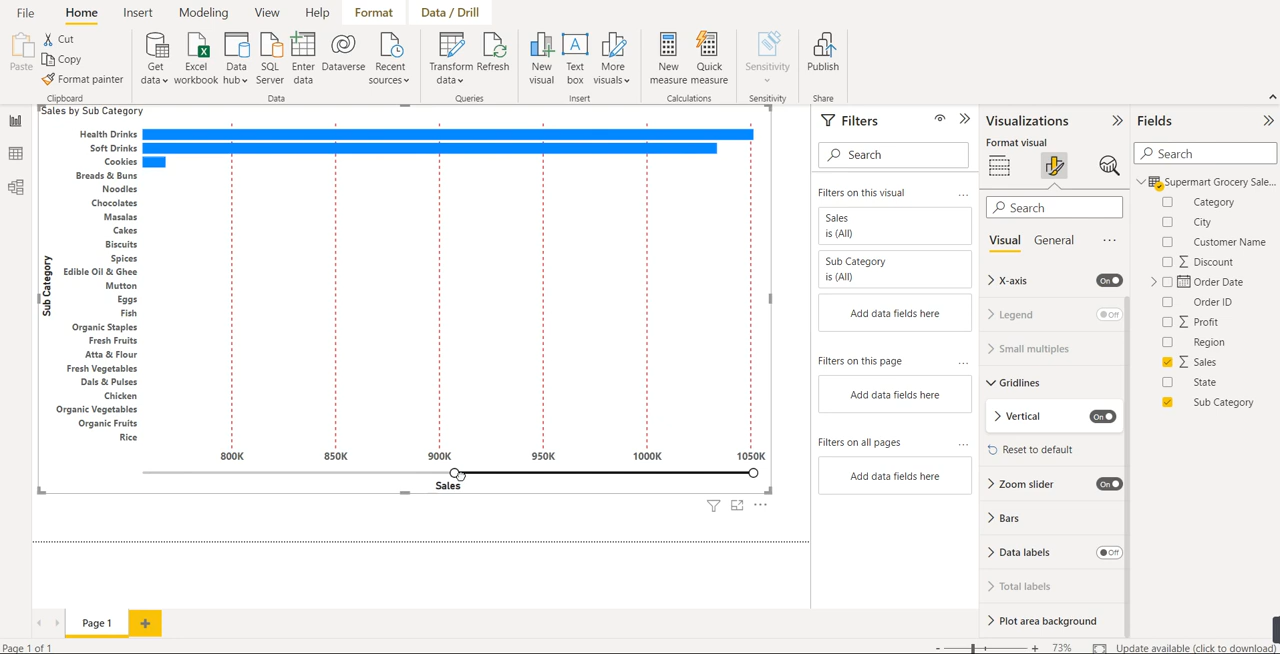 File Home Insert Modeling View Help Format Data / Drill
Paste
Cut
Copy
Format painter
Clipboard
Get data
Excel workbook
Data hub
SQL Server
Enter data
Dataverse
Recent sources
Data
Transform data
Refresh
Queries
New visual
Text box
More visuals
Insert
New measure
Quick measure
Calculations
Sensitivity
Sensitivity
Publish
Share
Sales by Sub Category
Sub Category
Health Drinks
Soft Drinks
Cookies
Breads & Buns
Noodles
Chocolates
Masalas
Cakes
Biscuits
Spices
Edible Oil & Ghee
Mutton
Eggs
Fish
Organic Staples
Fresh Fruits
Atta & Flour
Fresh Vegetables
Dals & Pulses
Chicken
Organic Vegetables
Organic Fruits
Rice
800K 850K 900K 950K 1000K 1050K
Sales
Filters
Search
Filters on this visual
Sales
is (All)
Sub Category
is (All)
Add data fields here
Filters on this page
Add data fields here
Filters on all pages
Add data fields here
Visualizations
Format visual
Search
Visual General
X-axis On
Legend Off
Small multiples
Gridlines
Vertical On
Reset to default
Zoom slider On
Bars
Data labels Off
Total labels
Plot area background
Fields
Search
Supermart Grocery Sale...
Category
City
Customer Name
Discount
Order Date
Order ID
Profit
Region
Sales
State
Sub Category
Page 1
Page 1 of 1
- + 73% Update available (click to download)